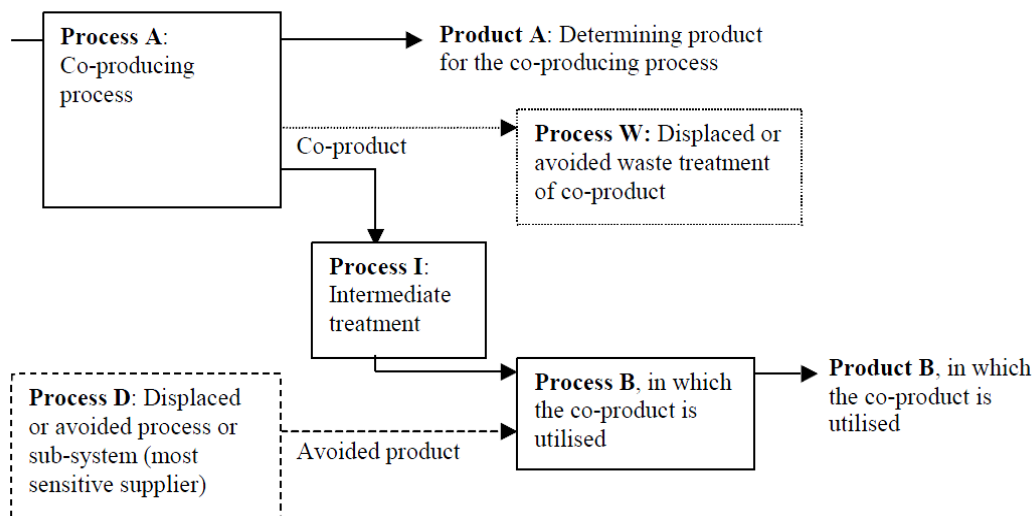 Process A:
Co-producing
process
Product A: Determining product
for the co-producing process
Co-product
Process W: Displaced or
avoided waste treatment
of co-product
Process I:
Intermediate
treatment
Process D: Displaced
or avoided process or
sub-system (most
sensitive supplier)
Avoided product
Process B, in which
the co-product is
utilised
Product B, in which
the co-product is
utilised